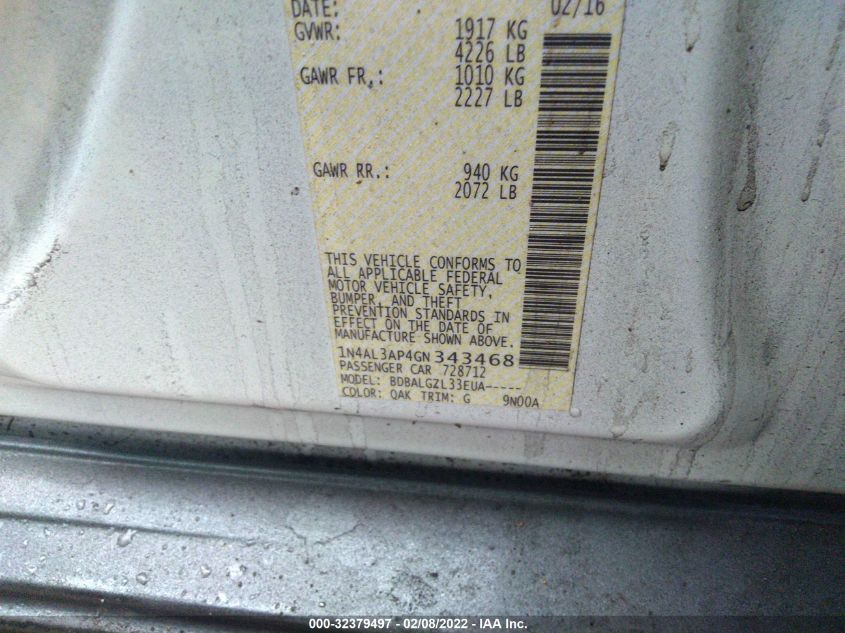 DATE: 02/16
GVWR: 1917 KG
4226 LB
GAWR FR,: 1010 KG
2227 LB
GAWR RR.: 940 KG
2072 LB
THIS VEHICLE CONFORMS TO
ALL APPLICABLE FEDERAL
MOTOR VEHICLE SAFETY,
BUMPER, AND THEFT
PREVENTION STANDARDS IN
EFFECT ON THE DATE OF
MANUFACTURE SHOWN ABOVE.
1N4AL3AP4GN343468
PASSENGER CAR 728712
MODEL: BDBALGZL33EUA-----
COLOR: QAK TRIM: G 9N00A
000-32379497 - 02/08/2022 - IAA Inc.